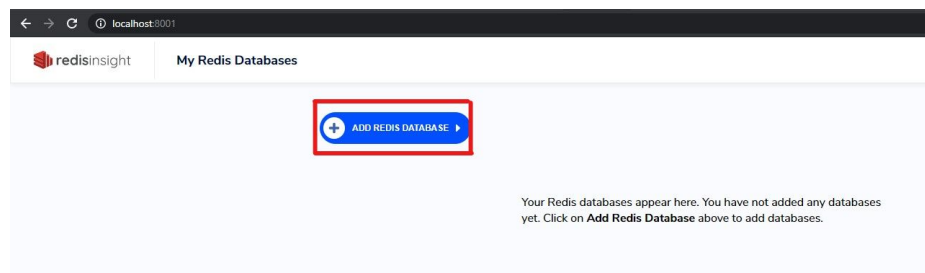 localhost:8001
redisinsight
My Redis Databases
ADD REDIS DATABASE
Your Redis databases appear here. You have not added any databases
yet. Click on Add Redis Database above to add databases.